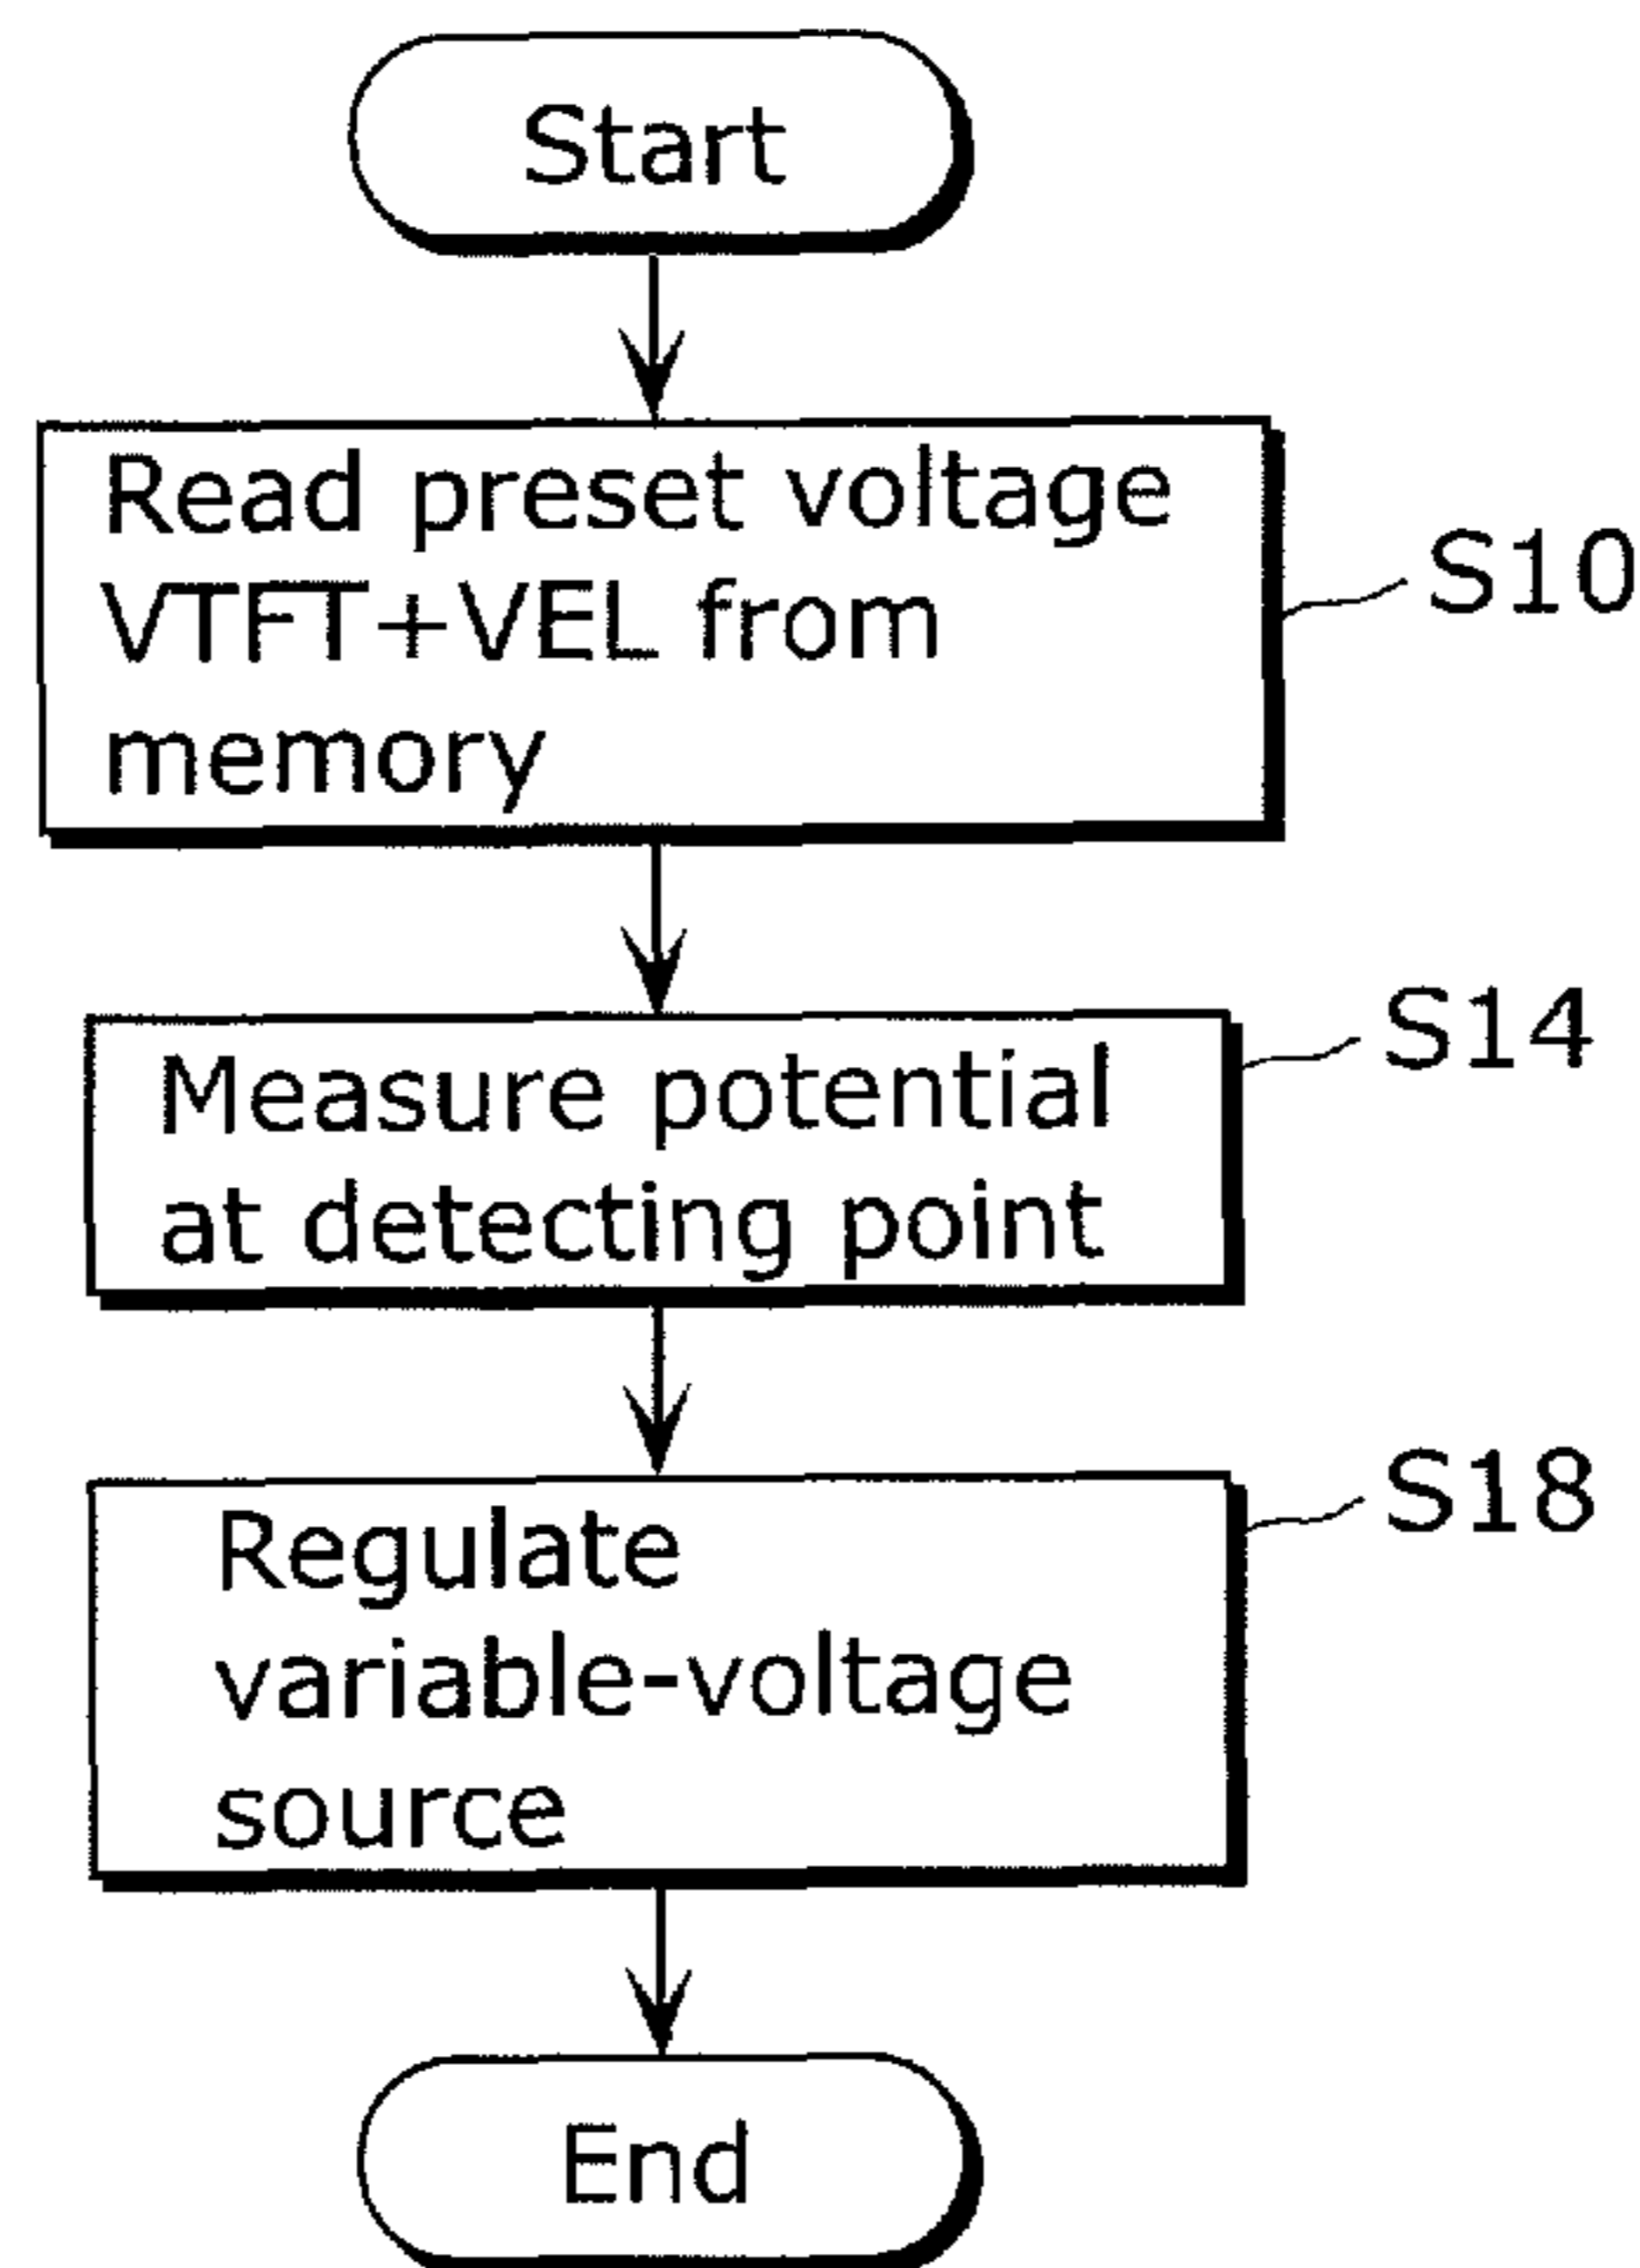 Start
Read preset voltage
VTFT+VEL from
memory
S10
Measure potential
at detecting point
S14
Regulate
variable-voltage
source
S18
End